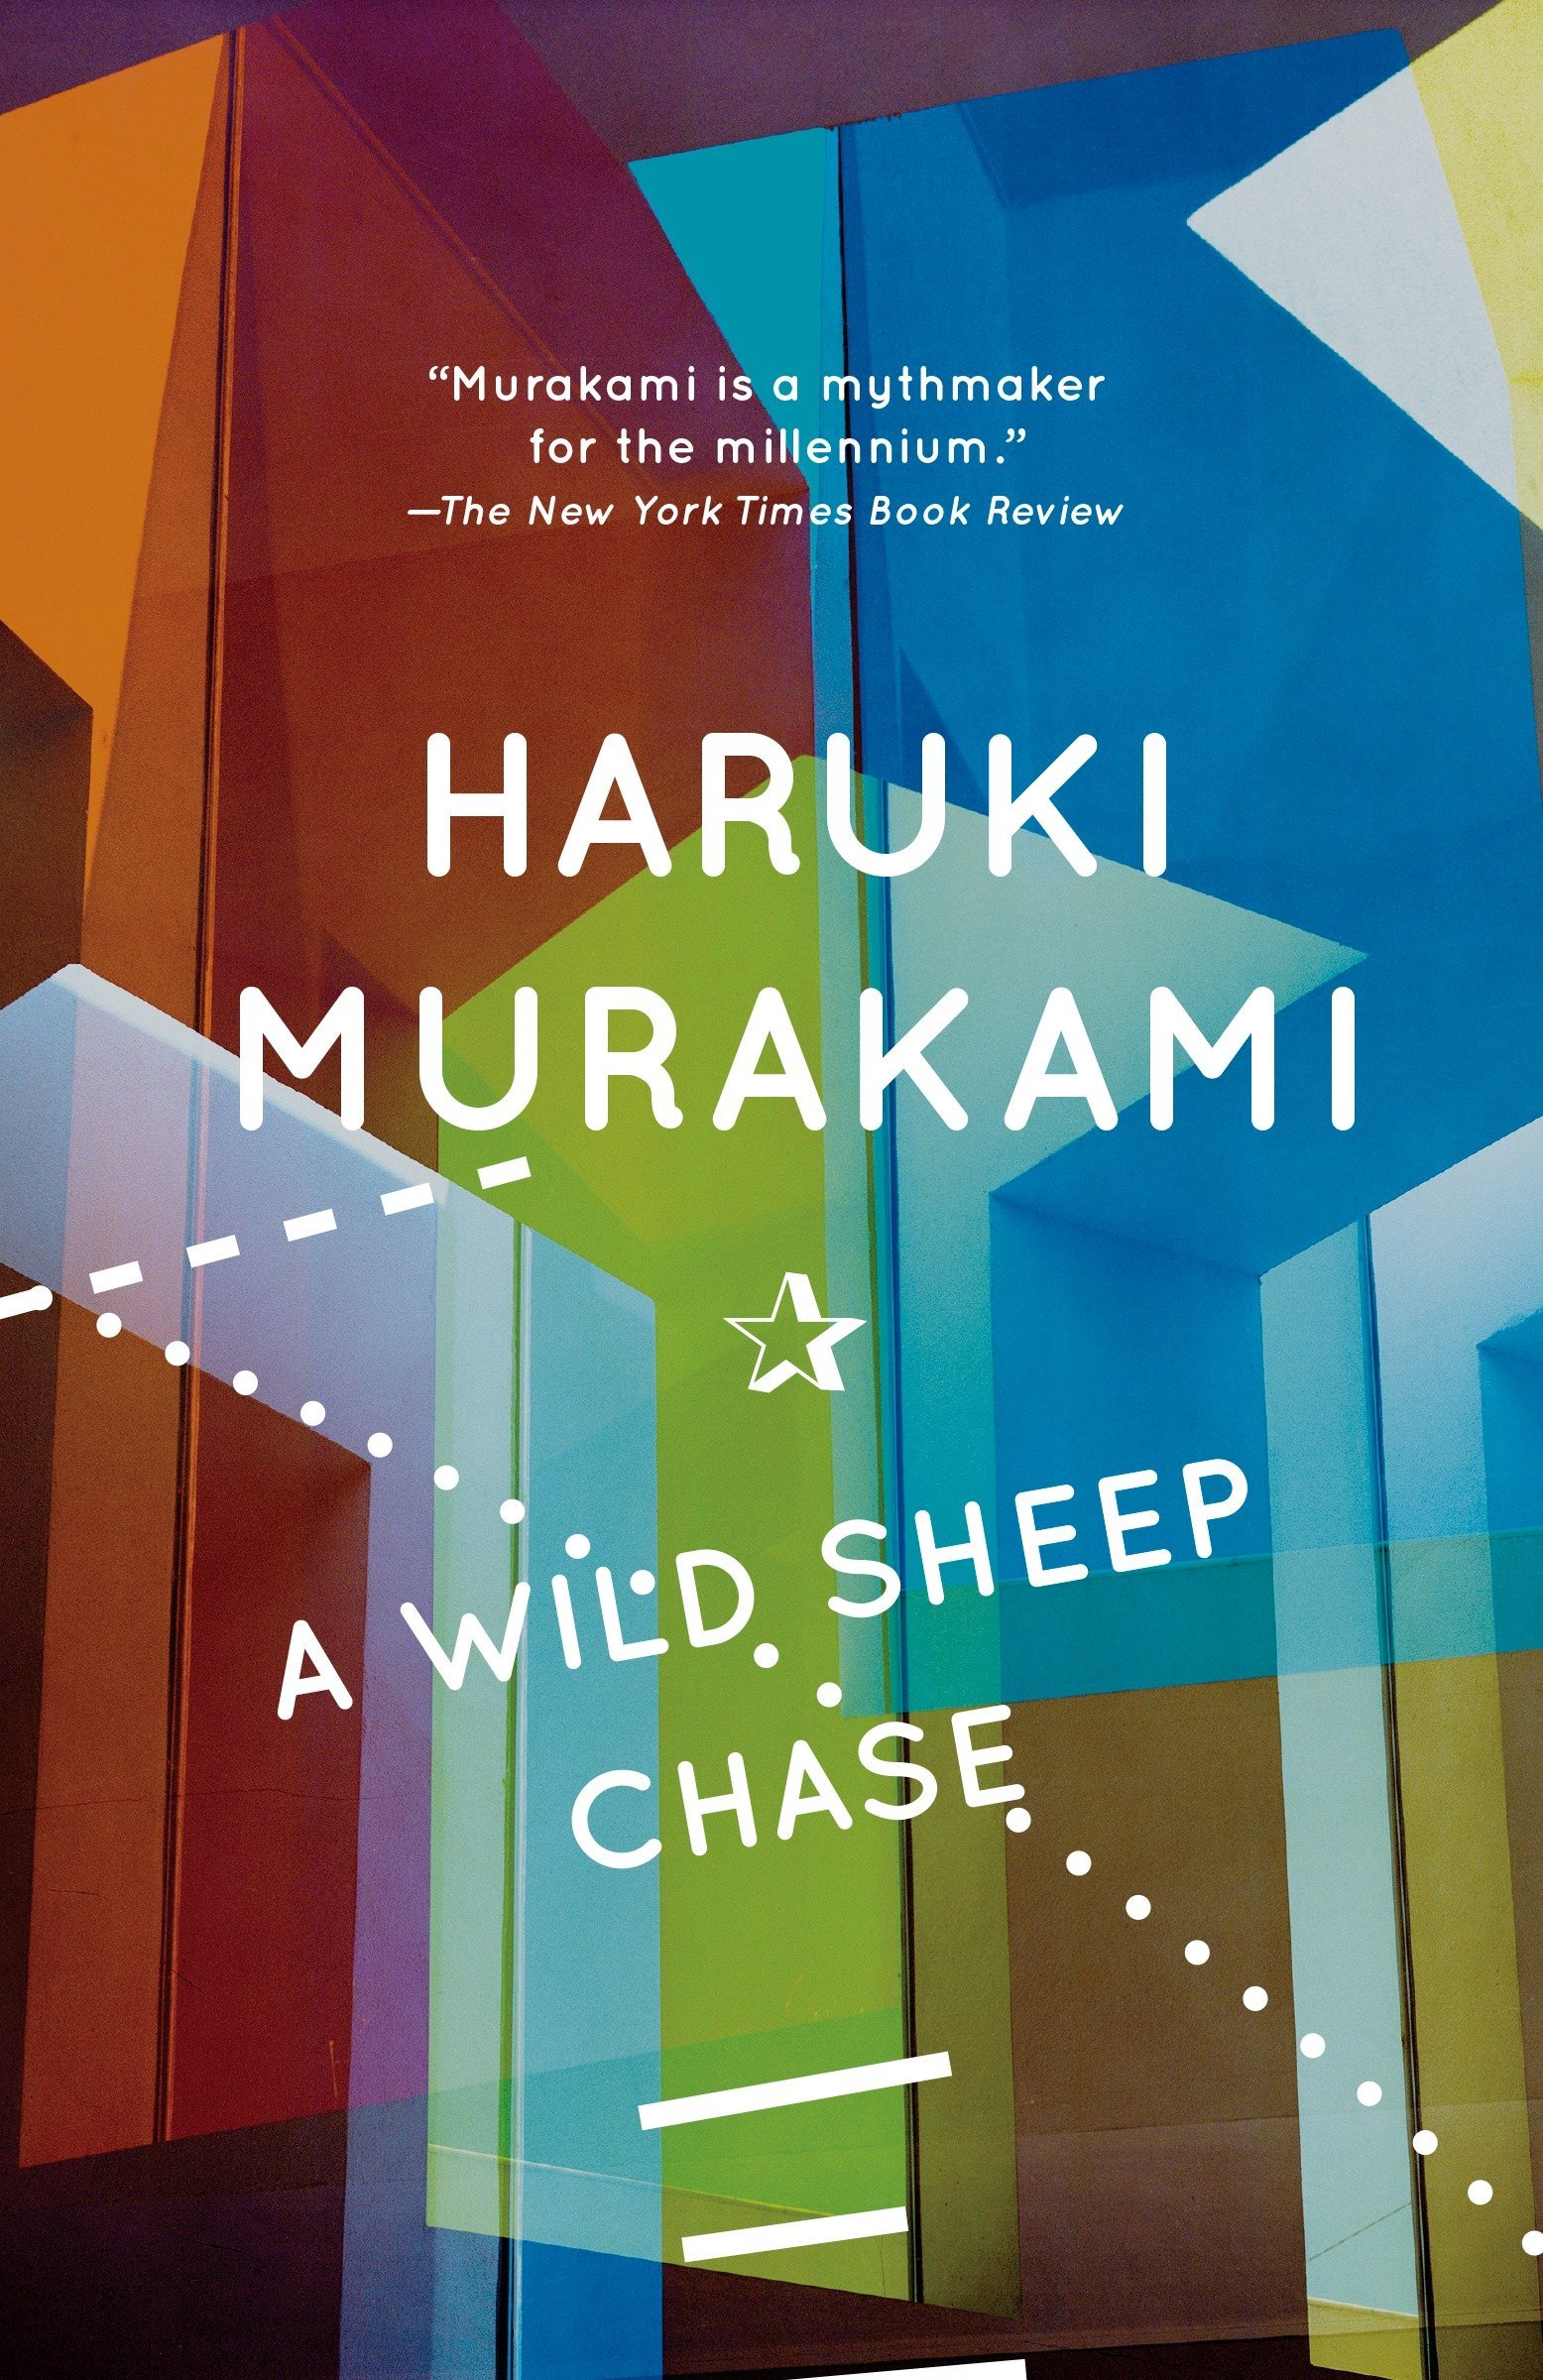 “Murakami is a mythmaker
for the millennium.”
—The New York Times Book Review
HARUKI
MURAKAMI
A WILD SHEEP
CHASE